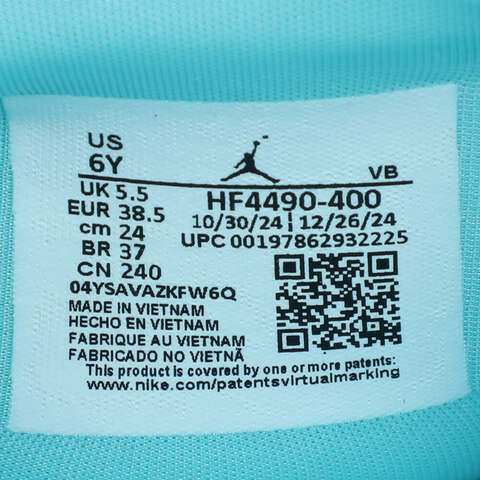 US
6Y
VB
UK 5.5
HF4490-400
EUR 38.5
10/30/24 | 12/26/24
cm 24
UPC 00197862932225
BR 37
CN 240
04YSAVAZKFW6Q
MADE IN VIETNAM
HECHO EN VIETNAM
FABRIQUE AU VIETNAM
FABRICADO NO VIETNÃ
This product is covered by one or more patents:
www.nike.com/patentsvirtualmarking